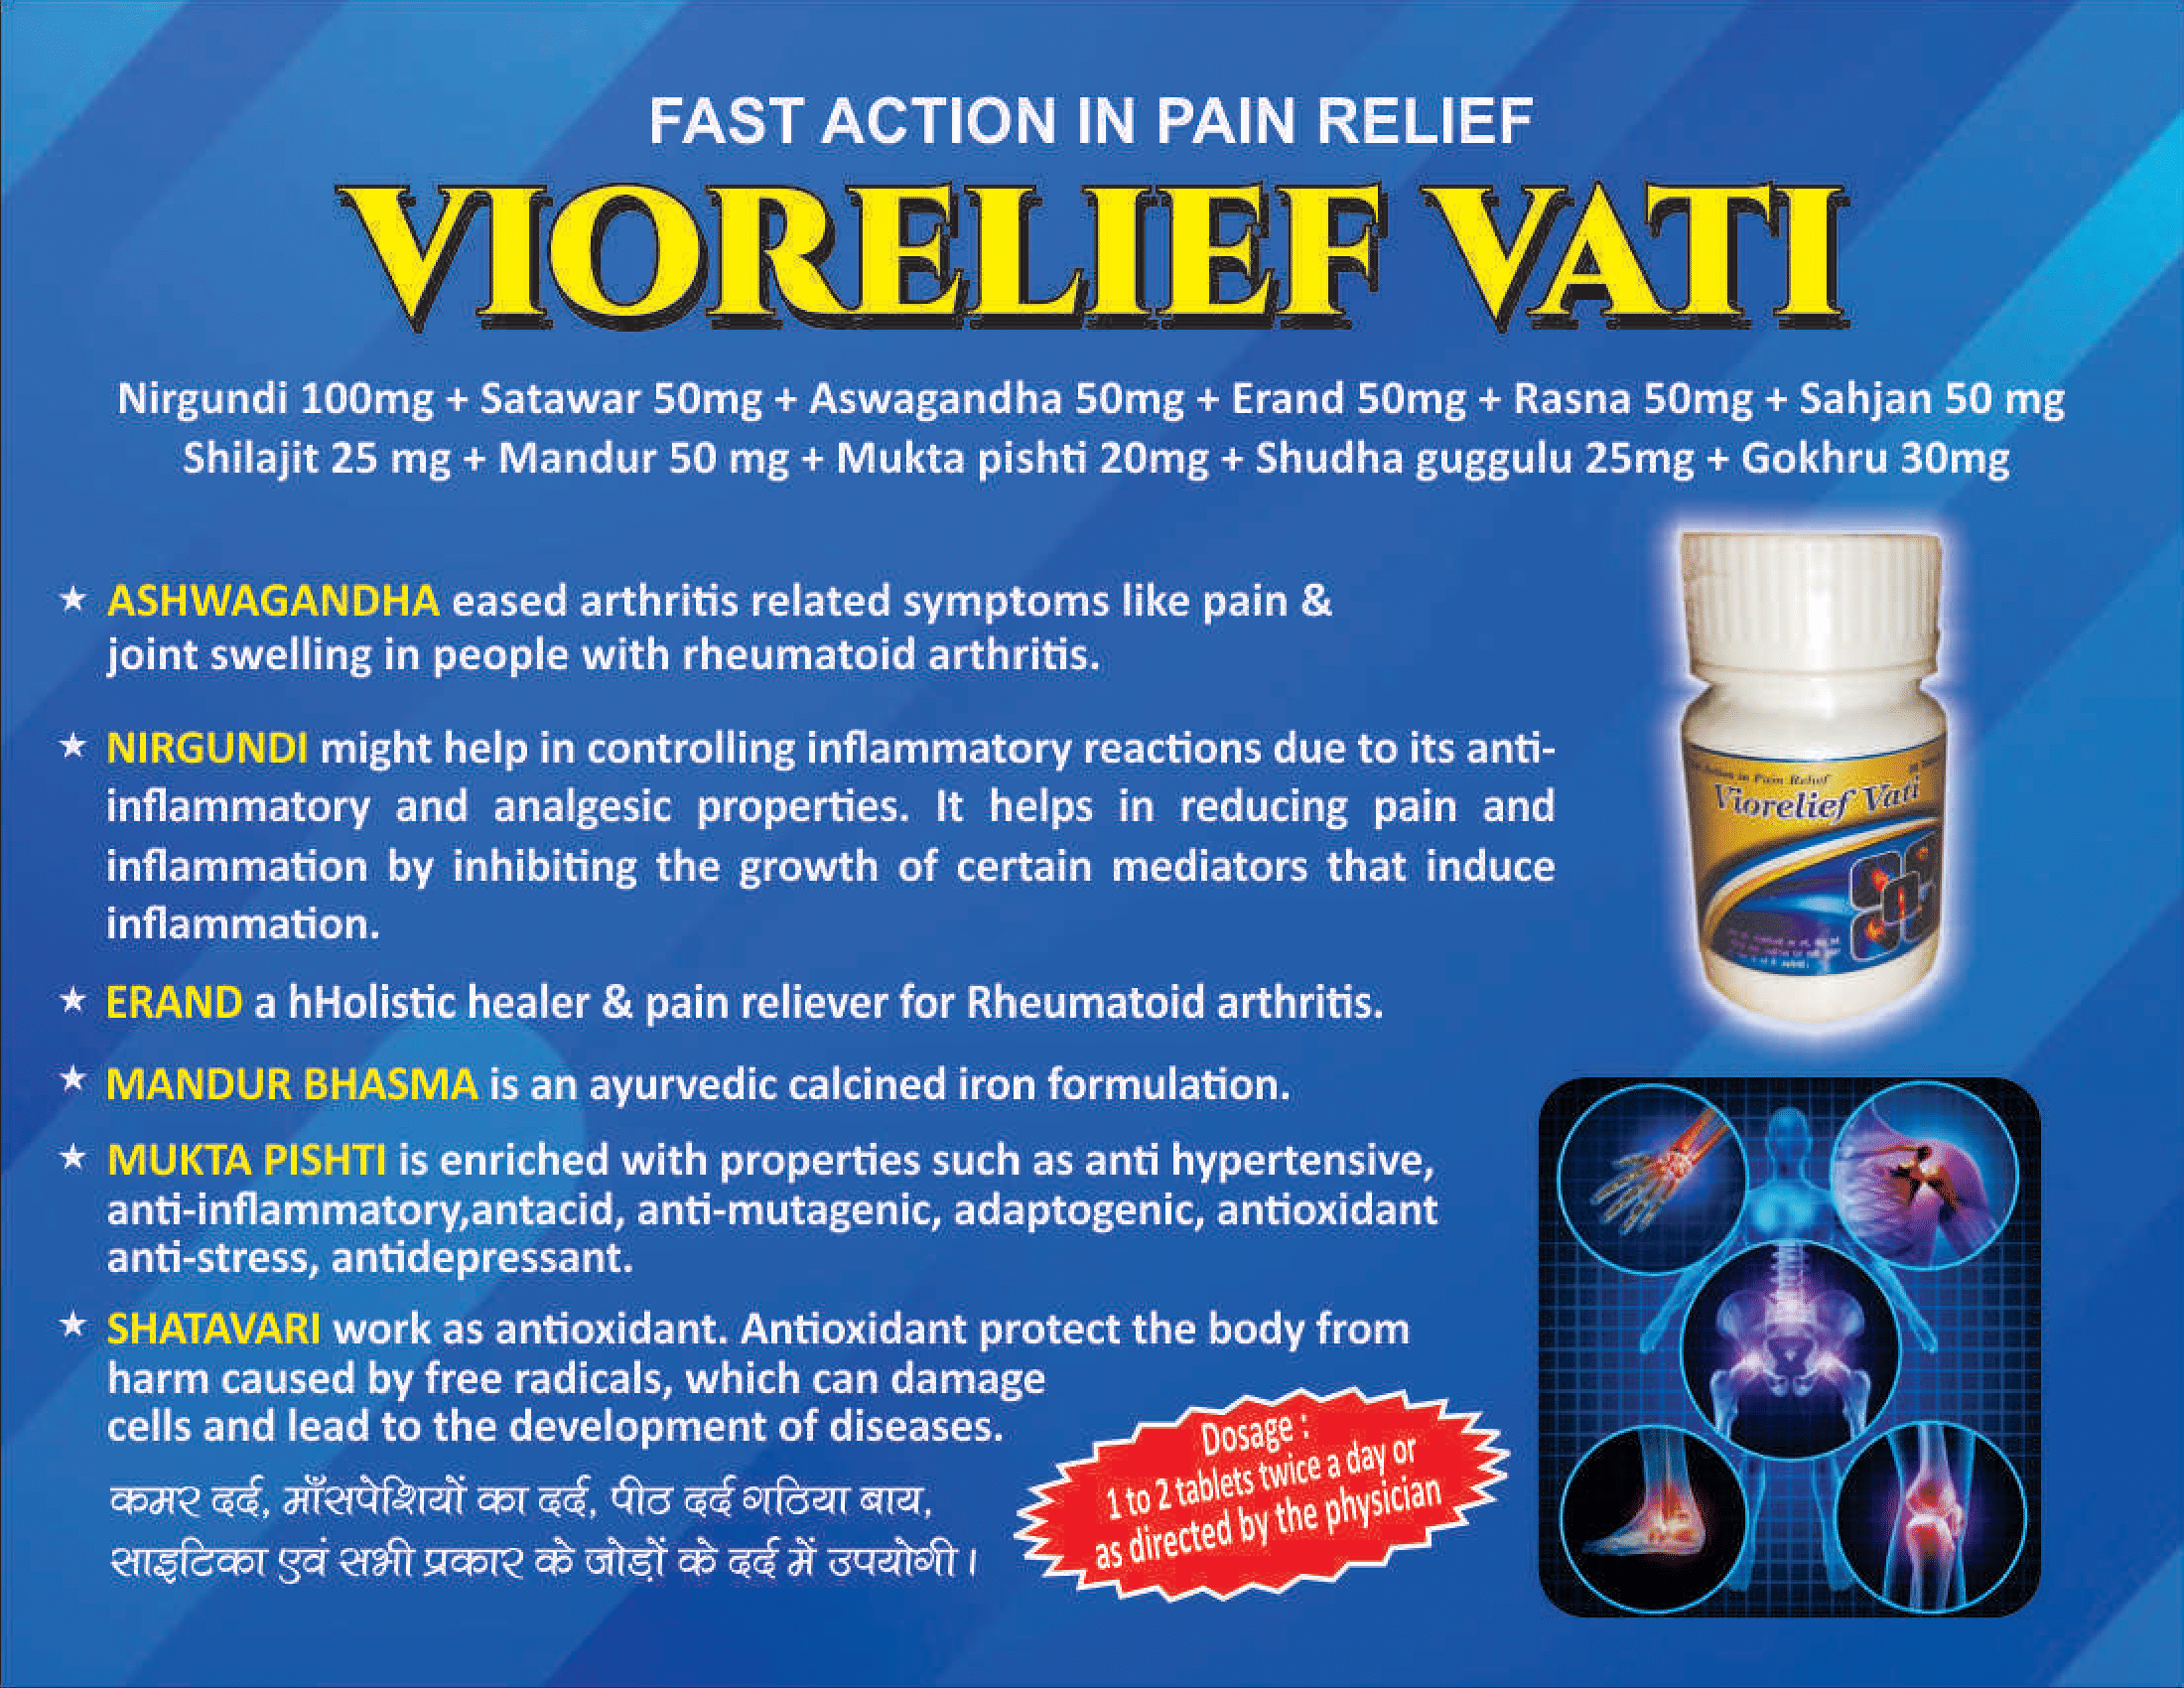 FAST ACTION IN PAIN RELIEF
VIORELIEF VATI
Nirgundi 100mg + Satawar 50mg + Aswagandha 50mg + Erand 50mg + Rasna 50mg + Sahjan 50 mg
Shilajit 25 mg + Mandur 50 mg + Mukta pishti 20mg + Shudha guggulu 25mg + Gokhru 30mg
★ ASHWAGANDHA eased arthritis related symptoms like pain &
joint swelling in people with rheumatoid arthritis.
★ NIRGUNDI might help in controlling inflammatory reactions due to its anti-
inflammatory and analgesic properties. It helps in reducing pain and
inflammation by inhibiting the growth of certain mediators that induce
inflammation.
★ ERAND a hHolistic healer & pain reliever for Rheumatoid arthritis.
★ MANDUR BHASMA is an ayurvedic calcined iron formulation.
★ MUKTA PISHTI is enriched with properties such as anti hypertensive,
anti-inflammatory,antacid, anti-mutagenic, adaptogenic, antioxidant
anti-stress, antidepressant.
★ SHATAVARI work as antioxidant. Antioxidant protect the body from
harm caused by free radicals, which can damage
cells and lead to the development of diseases.
कमर दर्द, माँसपेशियों का दर्द, पीठ दर्द गठिया बाय,
साइटिका एवं सभी प्रकार के जोड़ों के दर्द में उपयोगी।
Dosage :
1 to 2 tablets twice a day or
as directed by the physician
Action in Pain Relief
Viorelief Vati